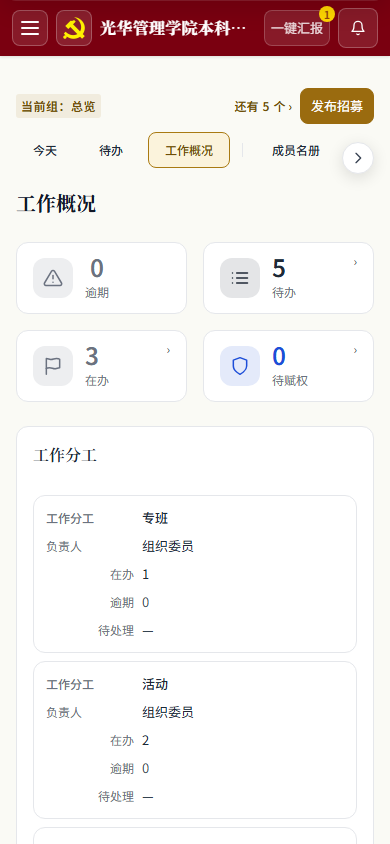 光华管理学院本科…
一键汇报
1
当前组：总览
还有 5 个 ›
发布招募
今天
待办
工作概况
成员名册
工作概况
0
逾期
5
待办
3
在办
0
待赋权
工作分工
工作分工 专班
负责人 组织委员
在办 1
逾期 0
待处理 —
工作分工 活动
负责人 组织委员
在办 2
逾期 0
待处理 —